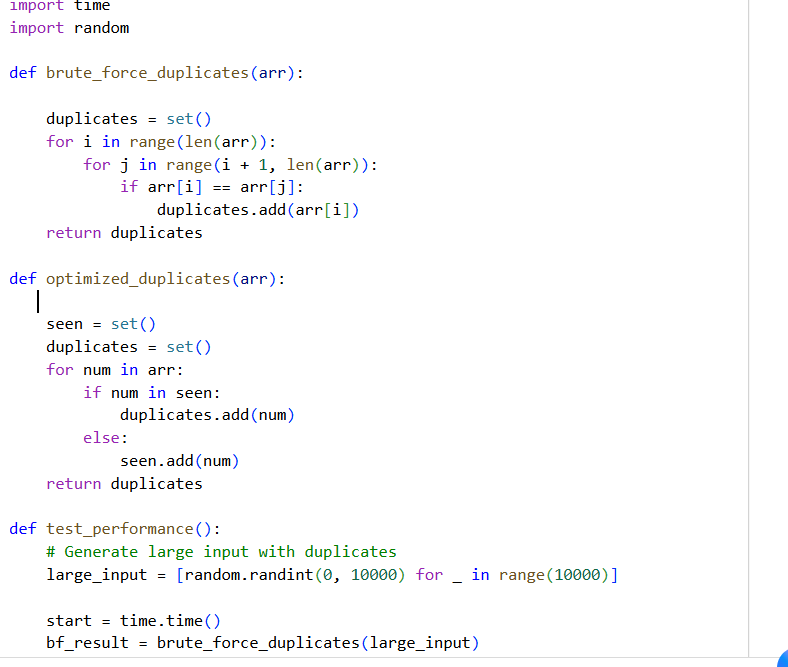 import time
import random
def brute_force_duplicates(arr):
    duplicates = set()
    for i in range(len(arr)):
        for j in range(i + 1, len(arr)):
            if arr[i] == arr[j]:
                duplicates.add(arr[i])
    return duplicates
def optimized_duplicates(arr):
    seen = set()
    duplicates = set()
    for num in arr:
        if num in seen:
            duplicates.add(num)
        else:
            seen.add(num)
    return duplicates
def test_performance():
    # Generate large input with duplicates
    large_input = [random.randint(0, 10000) for _ in range(10000)]
    start = time.time()
    bf_result = brute_force_duplicates(large_input)